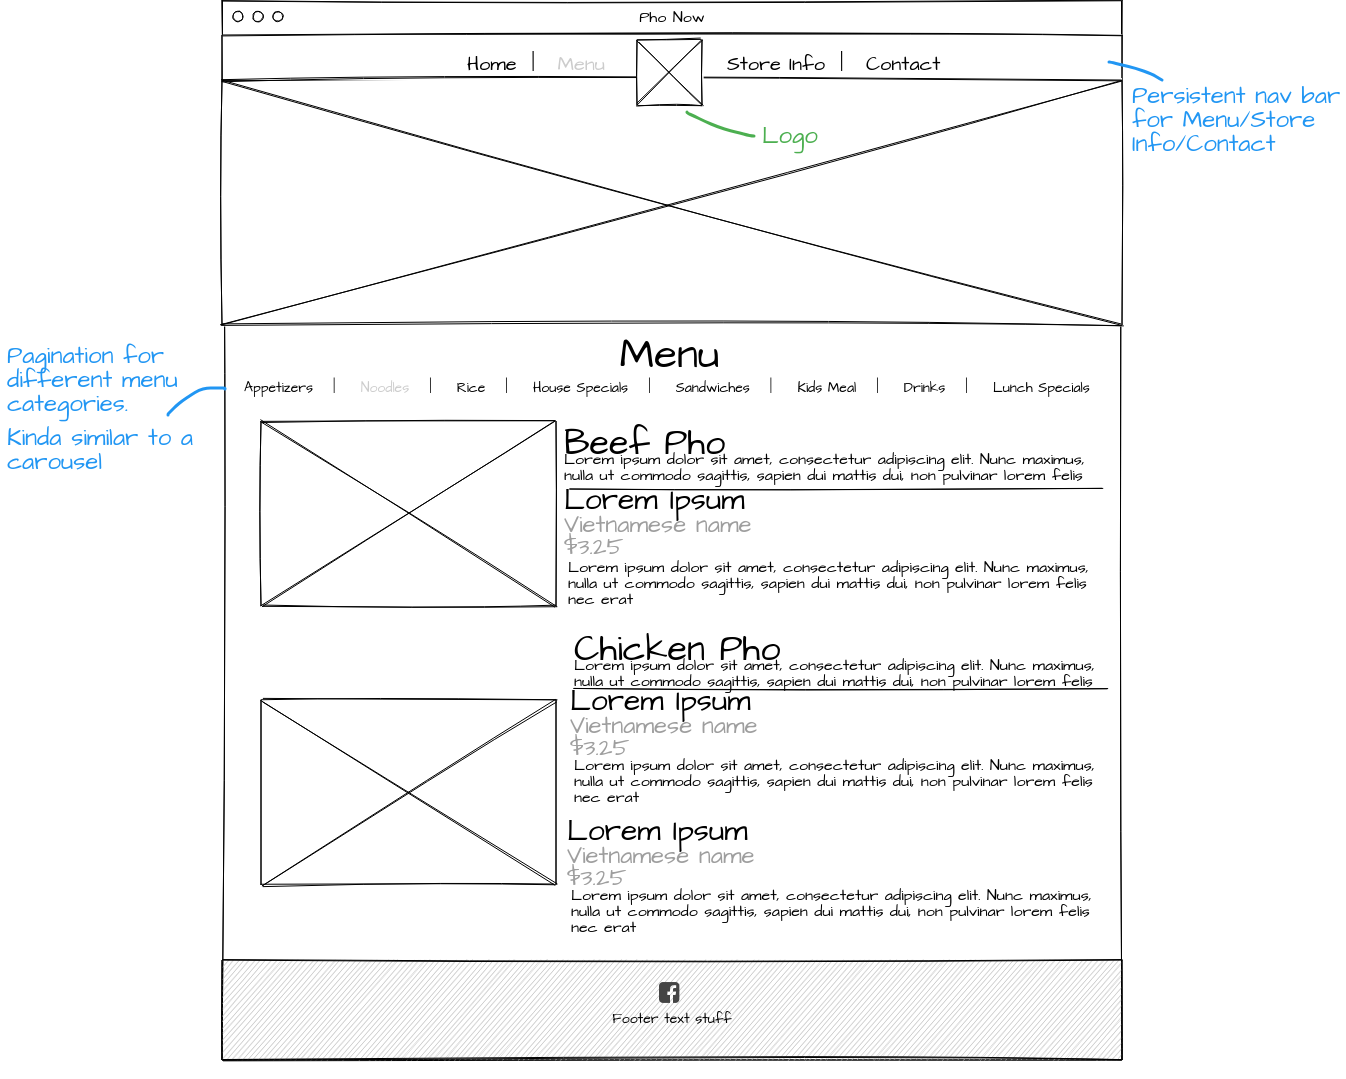 Pho Now
Home
Menu
Store Info
Contact
Persistent nav bar
for Menu/Store
Info/Contact
Logo
Menu
Pagination for
different menu
categories.
Kinda similar to a
carousel
Appetizers
Noodles
Rice
House Specials
Sandwiches
Kids Meal
Drinks
Lunch Specials
Beef Pho
Lorem ipsum dolor sit amet, consectetur adipiscing elit. Nunc maximus,
nulla ut commodo sagittis, sapien dui mattis dui, non pulvinar lorem felis
Lorem Ipsum
Vietnamese name
$3.25
Lorem ipsum dolor sit amet, consectetur adipiscing elit. Nunc maximus,
nulla ut commodo sagittis, sapien dui mattis dui, non pulvinar lorem felis
nec erat
Chicken Pho
Lorem ipsum dolor sit amet, consectetur adipiscing elit. Nunc maximus,
nulla ut commodo sagittis, sapien dui mattis dui, non pulvinar lorem felis
Lorem Ipsum
Vietnamese name
$3.25
Lorem ipsum dolor sit amet, consectetur adipiscing elit. Nunc maximus,
nulla ut commodo sagittis, sapien dui mattis dui, non pulvinar lorem felis
nec erat
Lorem Ipsum
Vietnamese name
$3.25
Lorem ipsum dolor sit amet, consectetur adipiscing elit. Nunc maximus,
nulla ut commodo sagittis, sapien dui mattis dui, non pulvinar lorem felis
nec erat
Footer text stuff